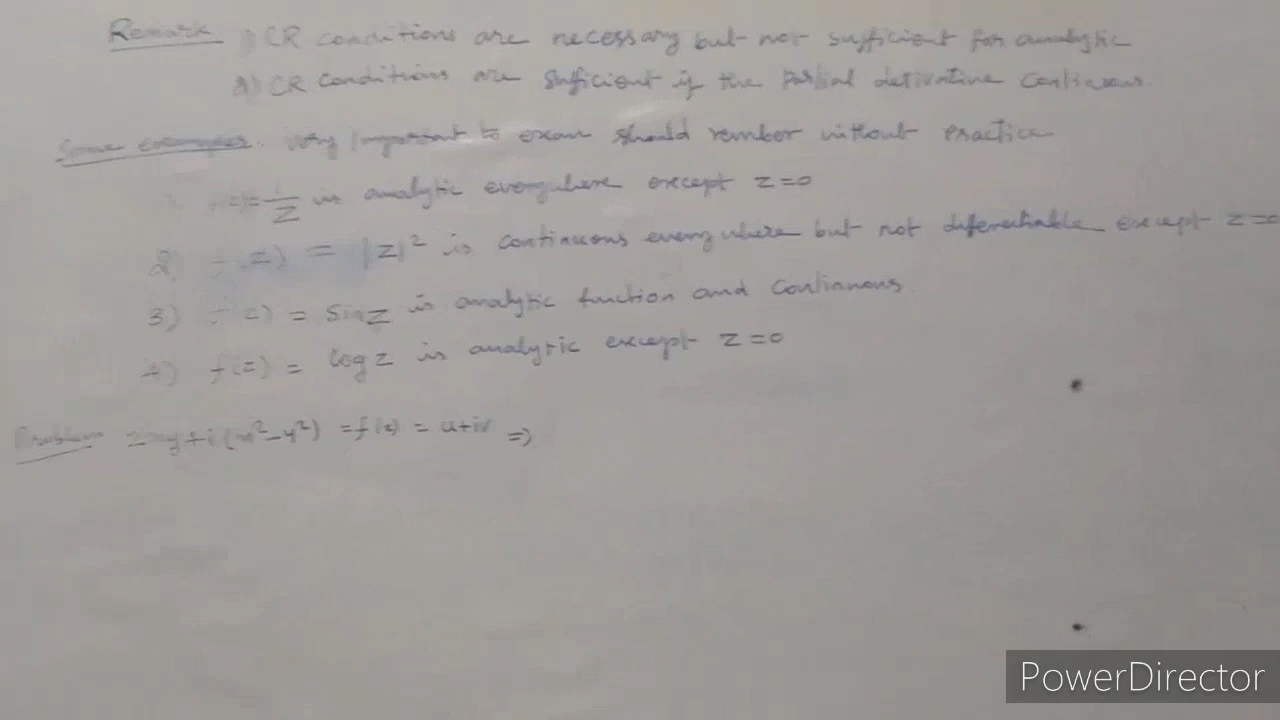 Remark 1) CR conditions are necessary but not sufficient for analytic
2) CR conditions are sufficient if the partial derivative continuous.
Some examples. Very important to exam should rember without practice
f(z)=1/z is analytic everywhere except z=0
2) f(z) = |z|² is continuous everywhere but not diferentiable except z=0
3) f(z) = sin z is analytic function and continuous.
4) f(z) = log z is analytic except z=0
Problem 2xy+i(x²-y²) =f(z) = u+iv =>
PowerDirector